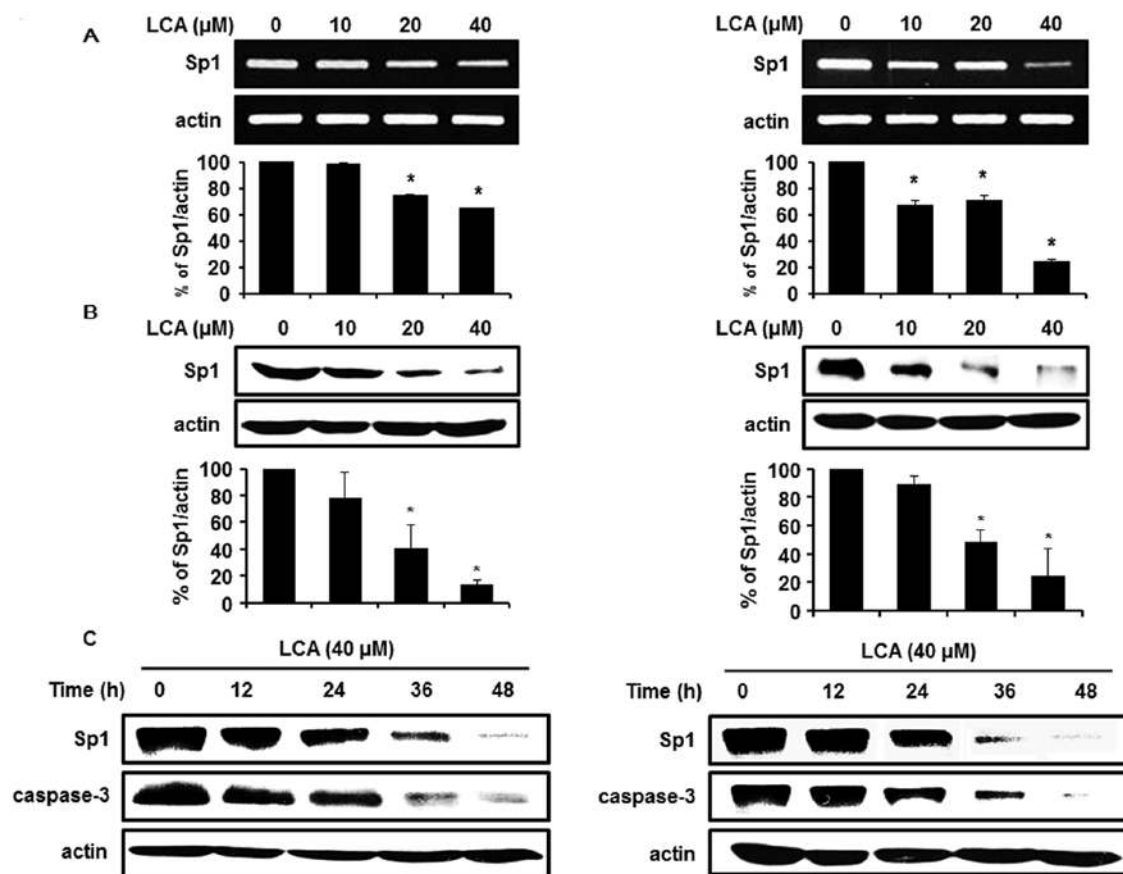 A
LCA (µM) 0 10 20 40
Sp1
actin
% of Sp1/actin
100
80
60
40
20
0
* *
LCA (µM) 0 10 20 40
Sp1
actin
% of Sp1/actin
100
80
60
40
20
0
* * *
B
LCA (µM) 0 10 20 40
Sp1
actin
% of Sp1/actin
100
80
60
40
20
0
* *
LCA (µM) 0 10 20 40
Sp1
actin
% of Sp1/actin
100
80
60
40
20
0
* *
C
LCA (40 µM)
Time (h) 0 12 24 36 48
Sp1
caspase-3
actin
LCA (40 µM)
Time (h) 0 12 24 36 48
Sp1
caspase-3
actin